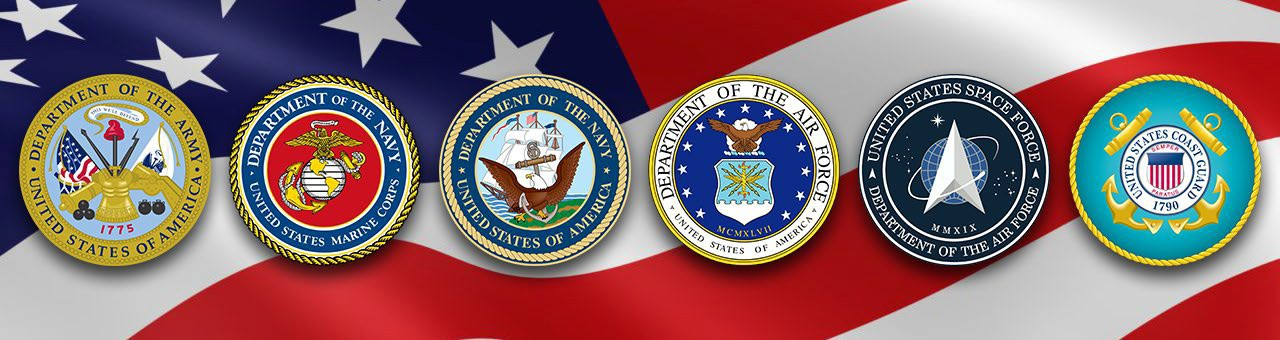 DEPARTMENT OF THE ARMY
THIS WE'LL DEFEND
1775
UNITED STATES OF AMERICA
DEPARTMENT OF THE NAVY
UNITED STATES MARINE CORPS
DEPARTMENT OF THE NAVY
UNITED STATES OF AMERICA
DEPARTMENT OF THE AIR FORCE
MCMXLVII
UNITED STATES OF AMERICA
UNITED STATES SPACE FORCE
MMXIX
DEPARTMENT OF THE AIR FORCE
UNITED STATES COAST GUARD
SEMPER
PARATUS
1790